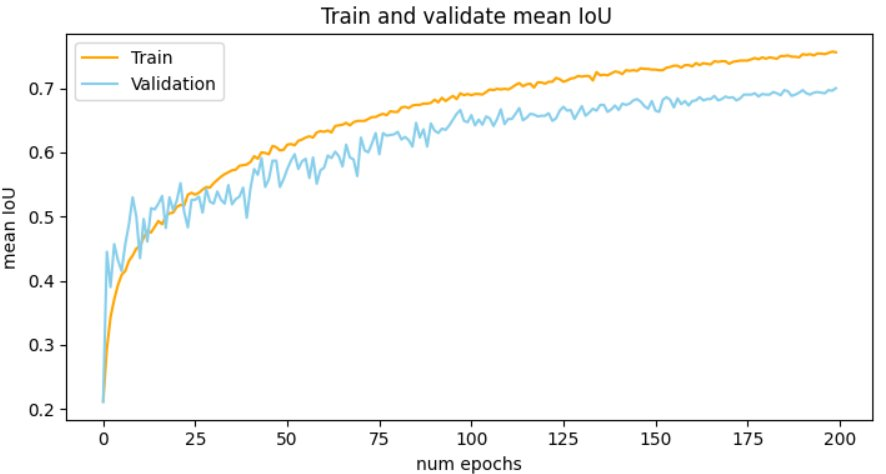 Train and validate mean IoU
Train
Validation
mean IoU
0.7
0.6
0.5
0.4
0.3
0.2
0 25 50 75 100 125 150 175 200
num epochs